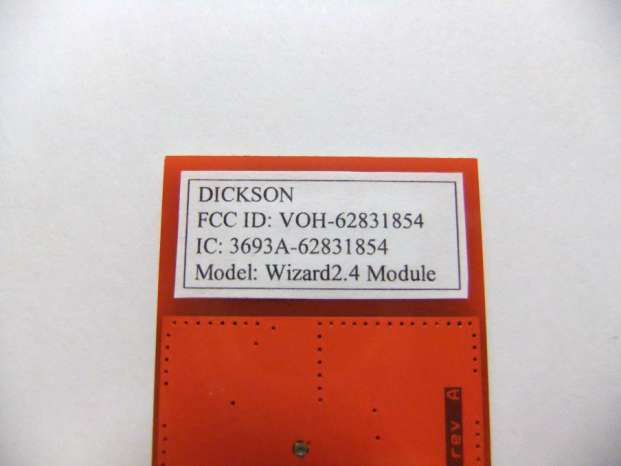 DICKSON
FCC ID: VOH-62831854
IC: 3693A-62831854
Model: Wizard2.4 Module
rev A